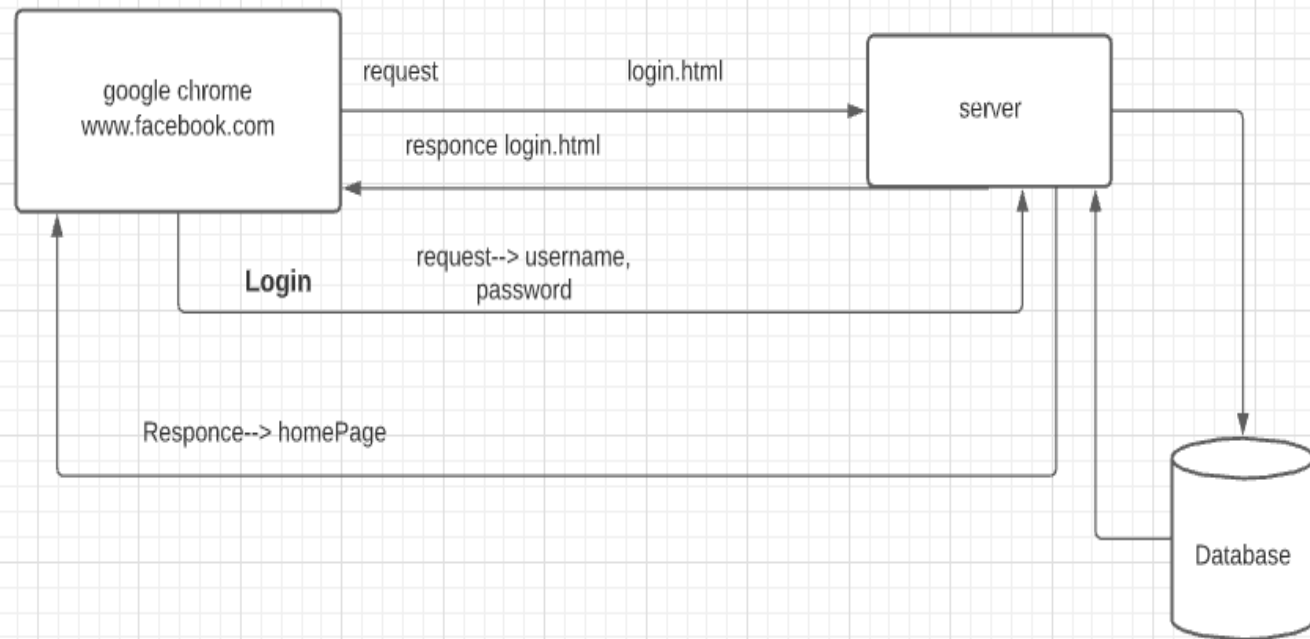 google chrome
www.facebook.com
request
login.html
server
responce login.html
request--> username,
password
Login
Responce--> homePage
Database